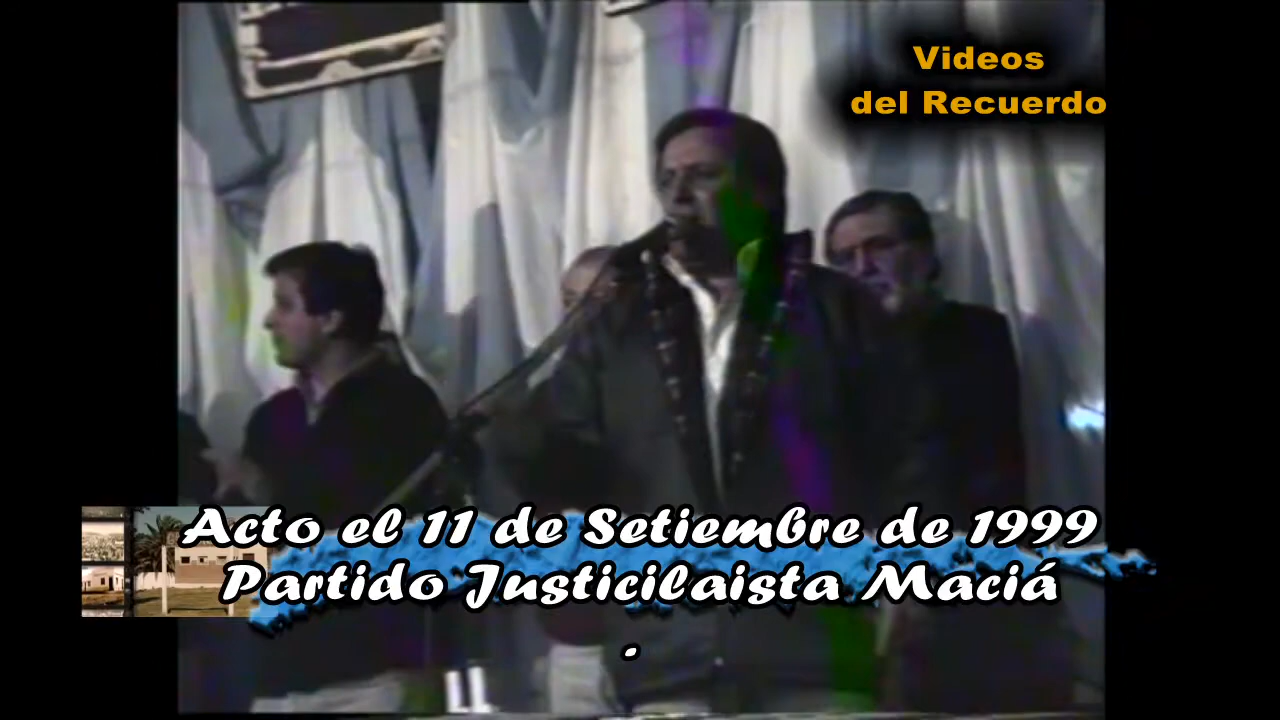 Videos
del Recuerdo
Acto el 11 de Setiembre de 1999
Partido Justicilaista Maciá
.